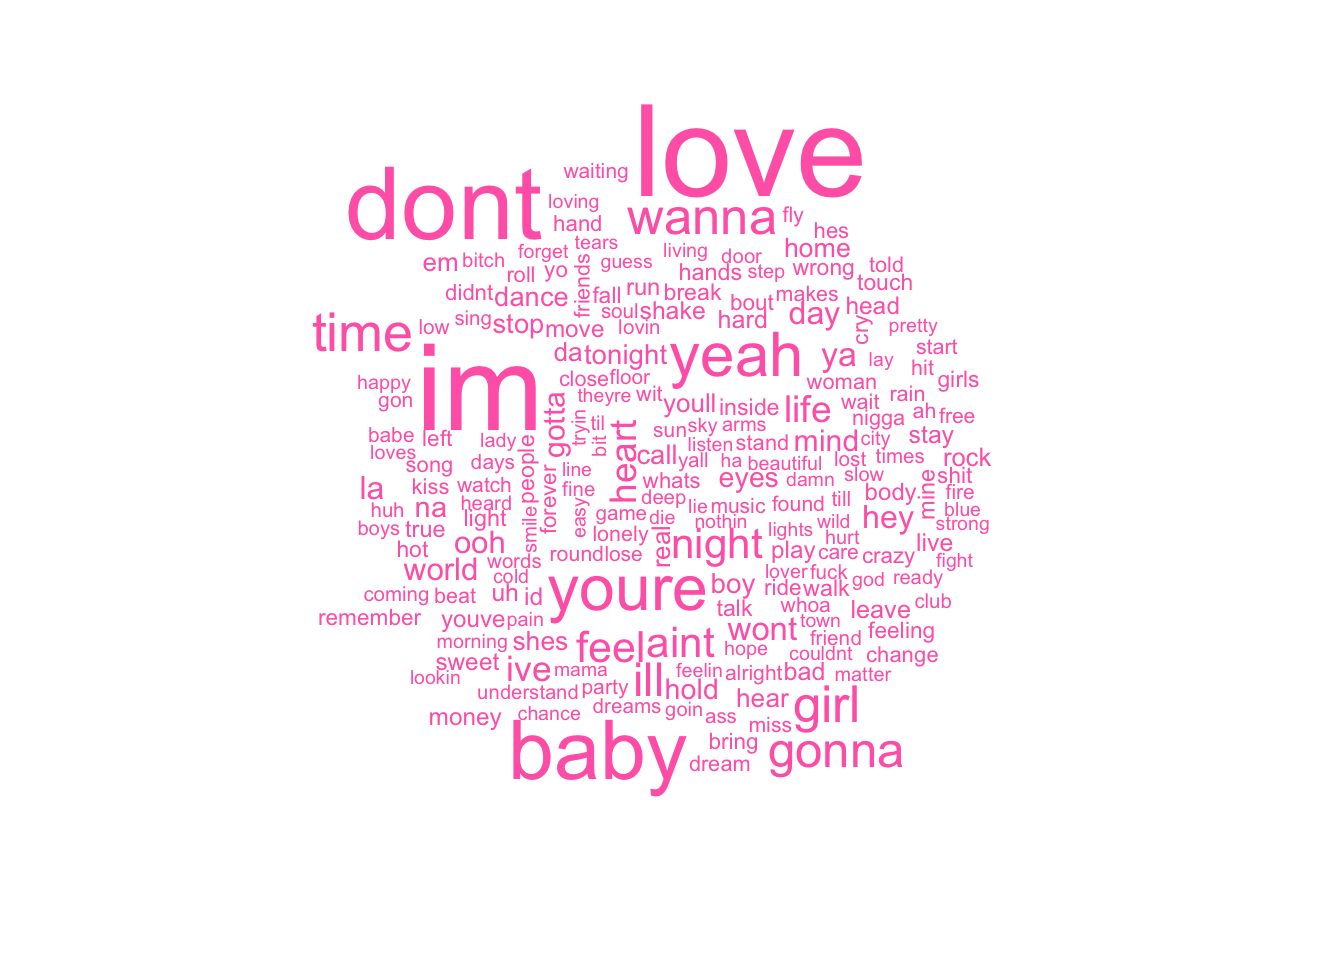 love
dont
waiting
loving
wanna fly
hand
hes
tears
em bitch forget living door home
roll yo friends guess hands step wrong told
didnt dance fall run break bout makes touch
soul shake hard day head
time low sing stop move lovin cry pretty
im da tonight yeah ya lay start
happy close floor woman hit girls
gon gotta tryin til theyre wit youll inside life wait rain
nigga ah free
babe left lady bit heart sun sky arms
loves song days people line call listen stand mind city stay
yall ha beautiful lost times rock
la kiss watch forever fine whats eyes damn slow shit
huh na heard easy deep lie music found till body mine fire
boys true light smile game die nothin lights wild hey blue
strong
hot ooh lonely real night play hurt live
world words round lose care crazy fight
cold youre boy lover fuck god ready
coming beat uh id ride walk
remember youve pain talk whoa leave club
town
morning shes feel aint wont friend feeling
sweet ive mama ill hope couldnt change
lookin feelin alright bad matter
understand party hold
money chance dreams goin ass hear girl
miss
baby bring gonna
dream